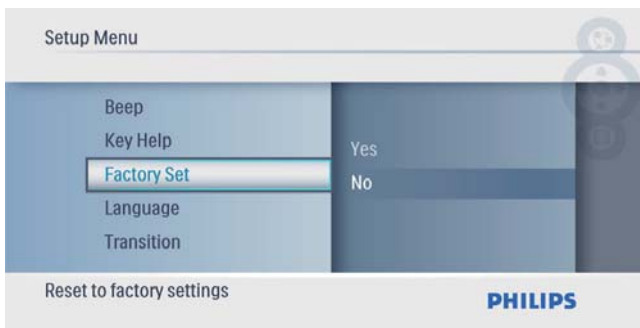 Setup Menu
Beep
Key Help
Factory Set
Language
Transition
Yes
No
Reset to factory settings
PHILIPS